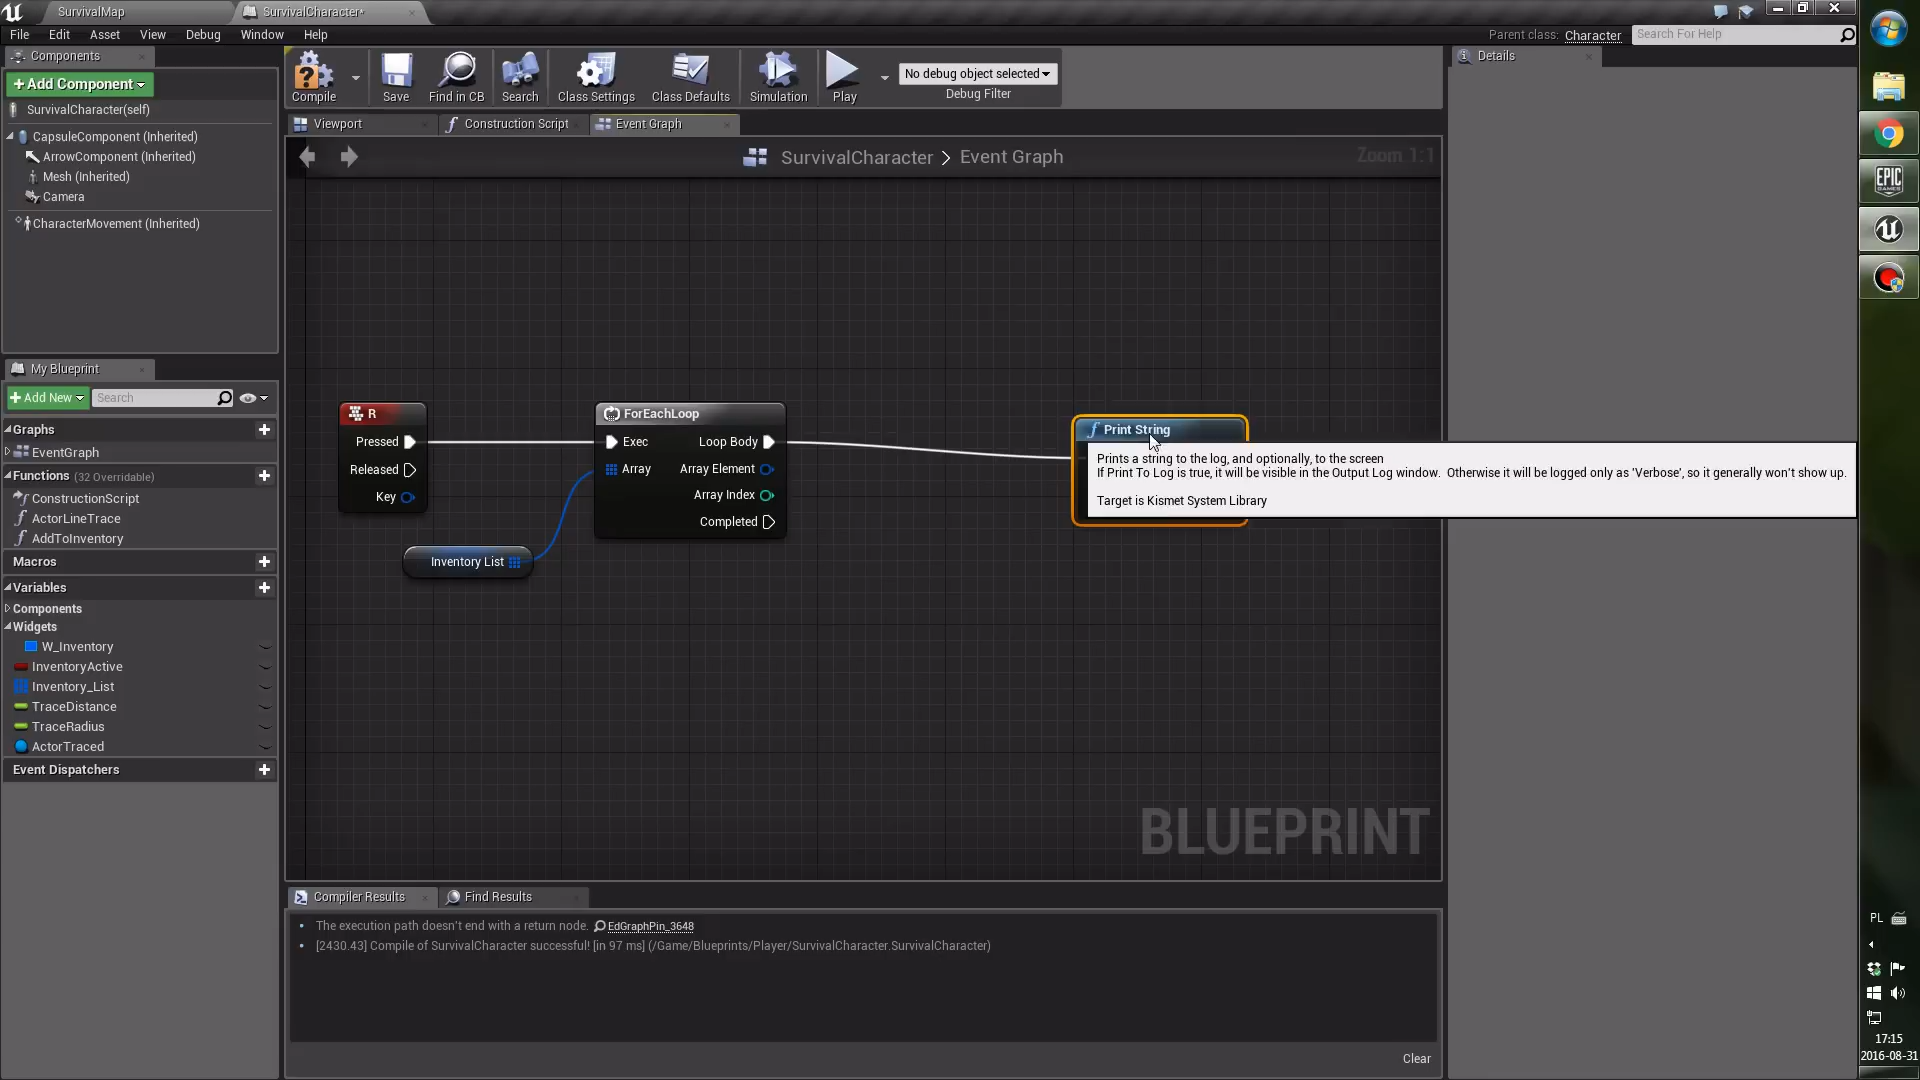 SurvivalMap
SurvivalCharacter*
File Edit Asset View Debug Window Help
Parent class: Character
Search For Help
Components
+ Add Component
SurvivalCharacter(self)
CapsuleComponent (Inherited)
ArrowComponent (Inherited)
Mesh (Inherited)
Camera
CharacterMovement (Inherited)
Compile
Save
Find in CB
Search
Class Settings
Class Defaults
Simulation
Play
No debug object selected
Debug Filter
Details
Viewport
Construction Script
Event Graph
SurvivalCharacter > Event Graph
Zoom 1:1
My Blueprint
+ Add New
Search
Graphs
EventGraph
Functions (32 Overridable)
ConstructionScript
ActorLineTrace
AddToInventory
Macros
Variables
Components
Widgets
W_Inventory
InventoryActive
Inventory_List
TraceDistance
TraceRadius
ActorTraced
Event Dispatchers
R
Pressed
Released
Key
Inventory List
ForEachLoop
Exec
Array
Loop Body
Array Element
Array Index
Completed
Print String
Prints a string to the log, and optionally, to the screen
If Print To Log is true, it will be visible in the Output Log window. Otherwise it will be logged only as 'Verbose', so it generally won't show up.
Target is Kismet System Library
BLUEPRINT
Compiler Results
Find Results
The execution path doesn't end with a return node. EdGraphPin_3648
[2430.43] Compile of SurvivalCharacter successful! [in 97 ms] (/Game/Blueprints/Player/SurvivalCharacter.SurvivalCharacter)
Clear
EPIC
GAMES
PL
17:15
2016-08-31